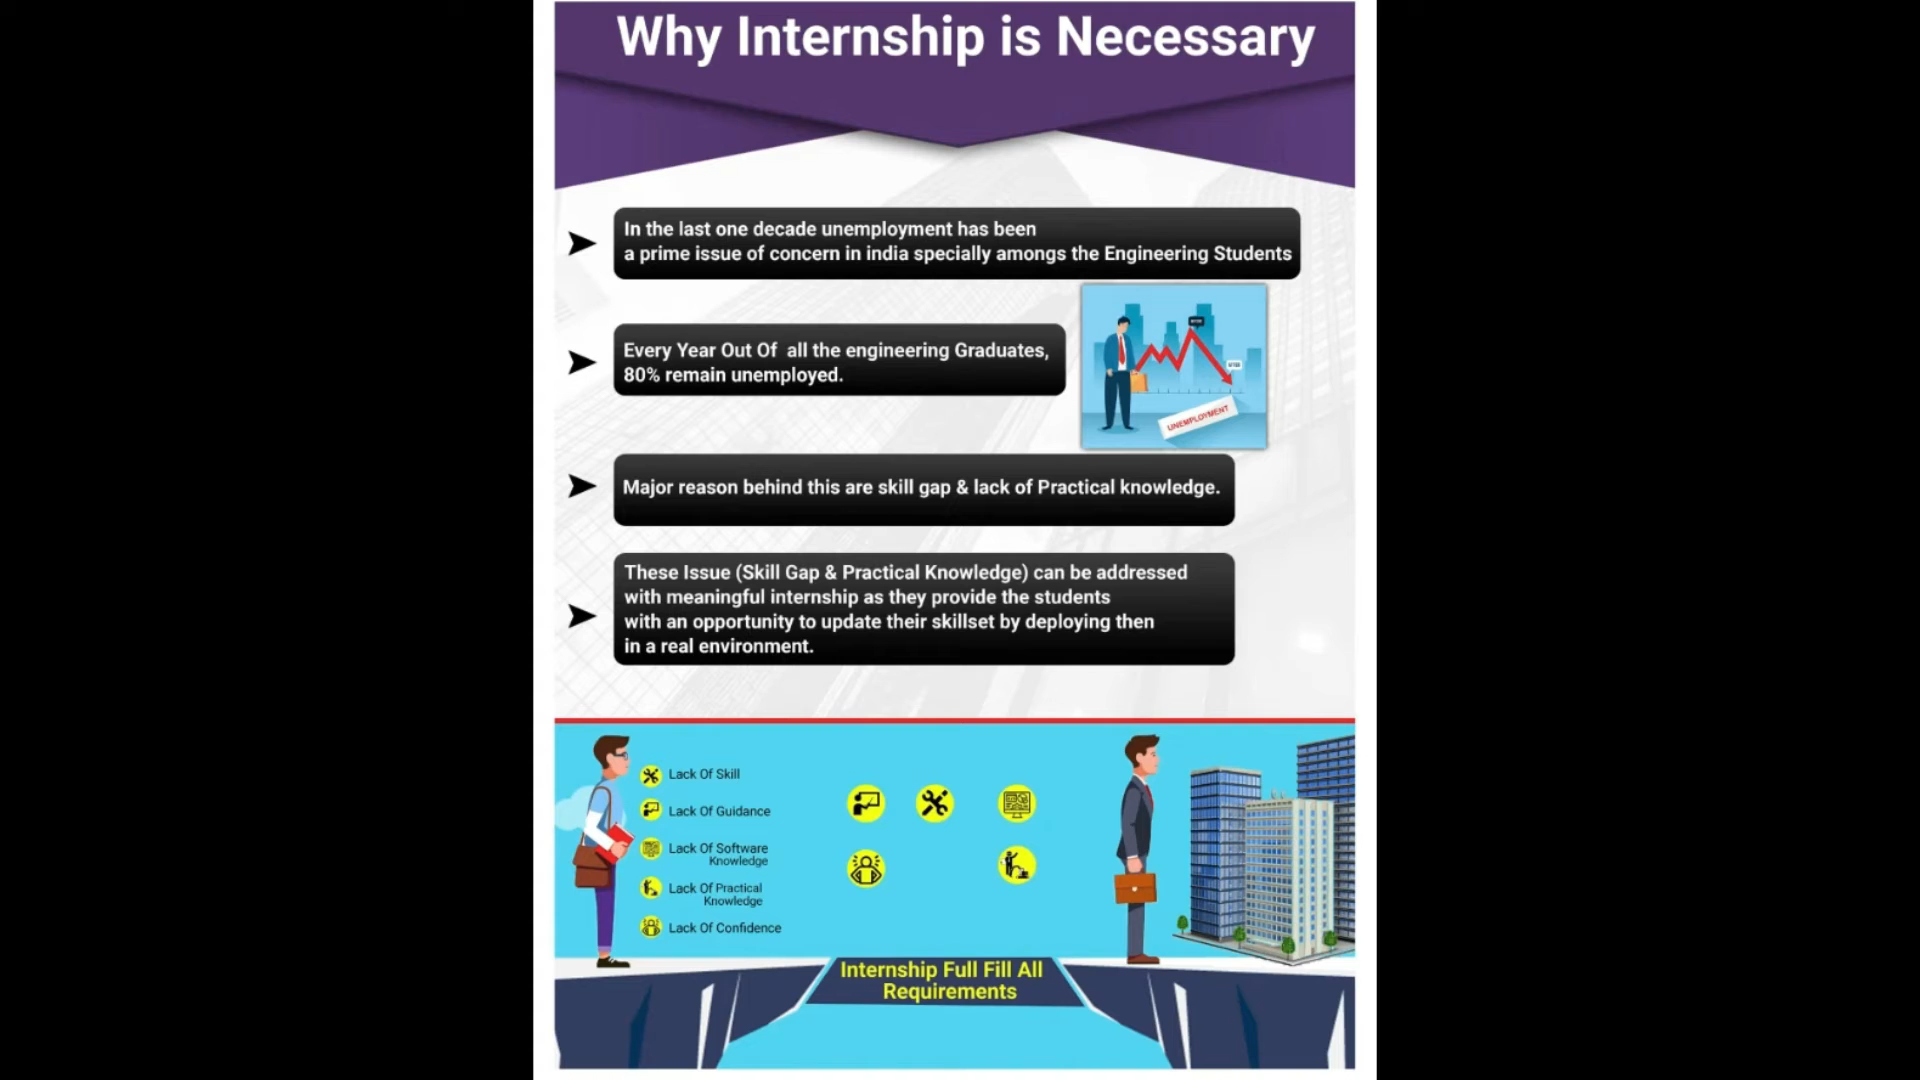 Why Internship is Necessary
In the last one decade unemployment has been
a prime issue of concern in india specially amongs the Engineering Students
Every Year Out Of all the engineering Graduates,
80% remain unemployed.
UNEMPLOYMENT
Major reason behind this are skill gap & lack of Practical knowledge.
These Issue (Skill Gap & Practical Knowledge) can be addressed
with meaningful internship as they provide the students
with an opportunity to update their skillset by deploying then
in a real environment.
Lack Of Skill
Lack Of Guidance
Lack Of Software
Knowledge
Lack Of Practical
Knowledge
Lack Of Confidence
Internship Full Fill All
Requirements